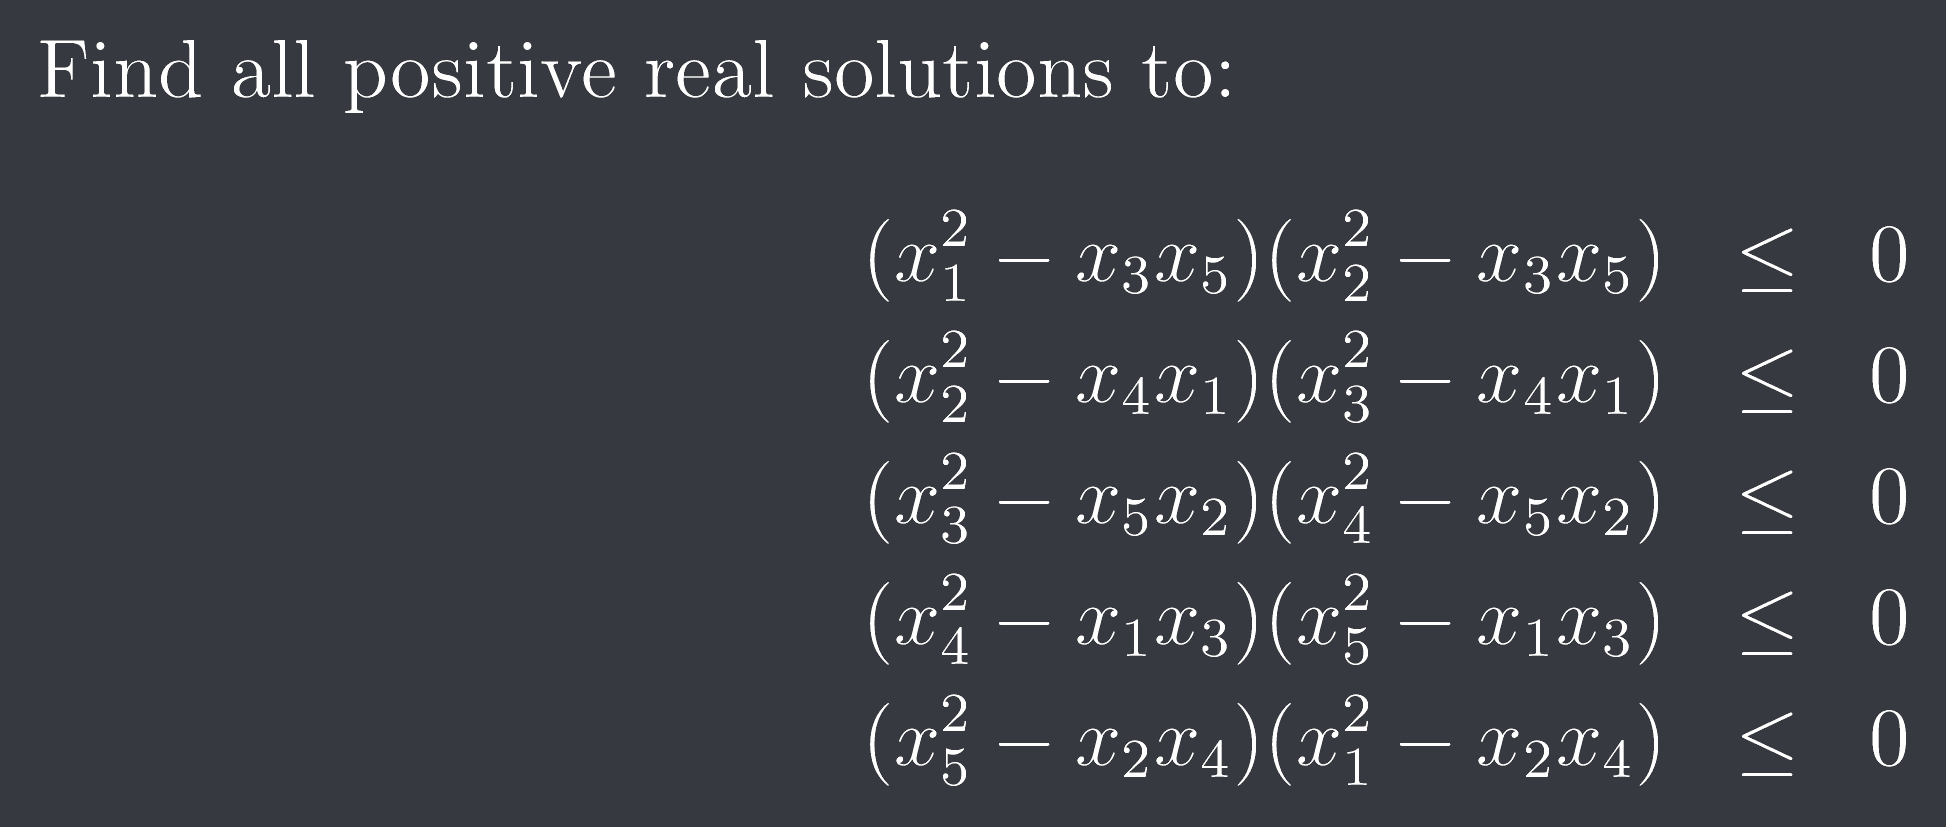 Find all positive real solutions to:
(x_1^2 − x_3x_5)(x_2^2 − x_3x_5) ≤ 0
(x_2^2 − x_4x_1)(x_3^2 − x_4x_1) ≤ 0
(x_3^2 − x_5x_2)(x_4^2 − x_5x_2) ≤ 0
(x_4^2 − x_1x_3)(x_5^2 − x_1x_3) ≤ 0
(x_5^2 − x_2x_4)(x_1^2 − x_2x_4) ≤ 0